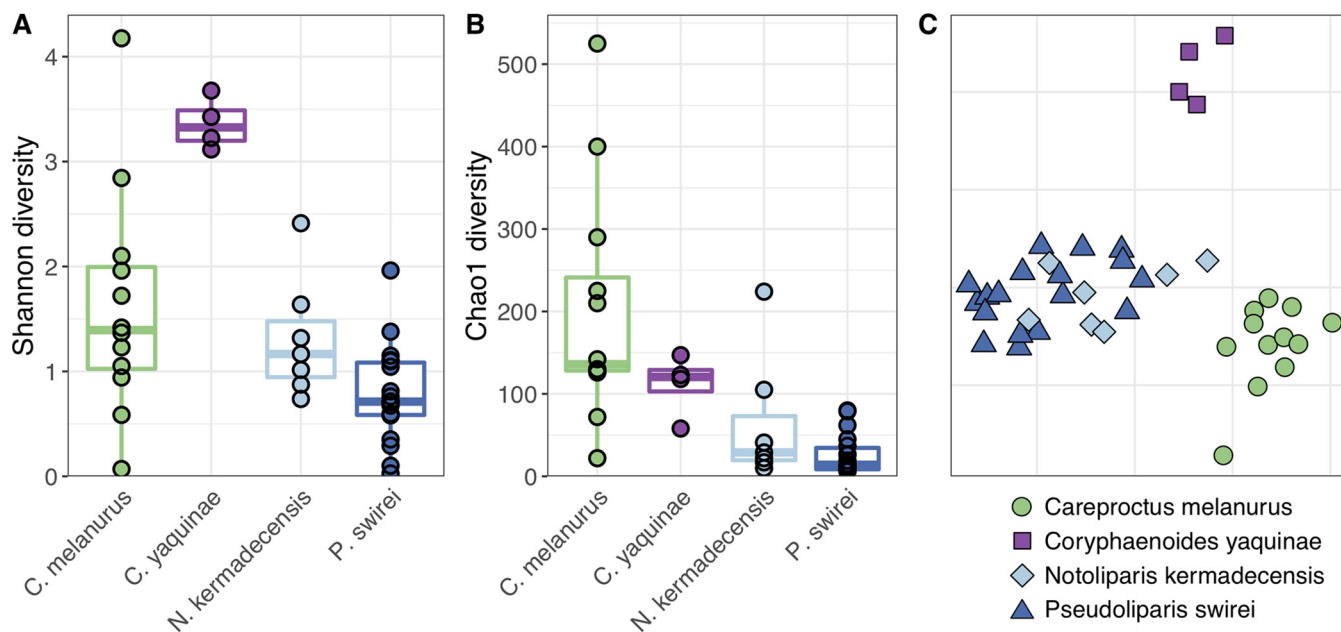 A
Shannon diversity
4
3
2
1
0
C. melanurus
C. yaquinae
N. kermadecensis
P. swirei
B
Chao1 diversity
500
400
300
200
100
0
C. melanurus
C. yaquinae
N. kermadecensis
P. swirei
C
Careproctus melanurus
Coryphaenoides yaquinae
Notoliparis kermadecensis
Pseudoliparis swirei